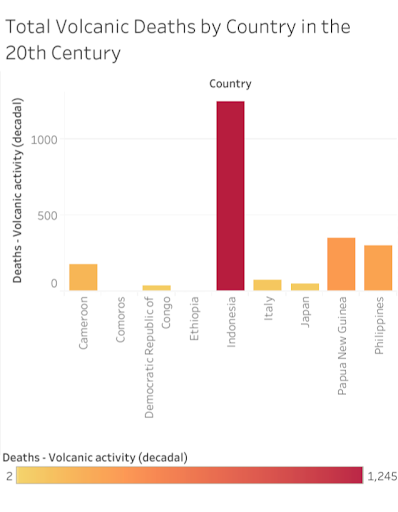 Total Volcanic Deaths by Country in the
20th Century
Country
Deaths - Volcanic activity (decadal)
1000
500
0
Cameroon
Comoros
Democratic Republic of
Congo
Ethiopia
Indonesia
Italy
Japan
Papua New Guinea
Philippines
Deaths - Volcanic activity (decadal)
2
1,245